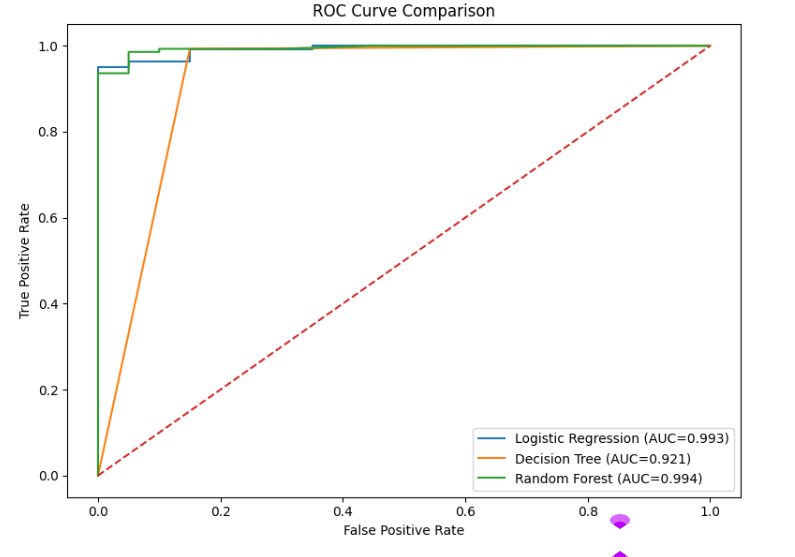 ROC Curve Comparison
True Positive Rate
1.0
0.8
0.6
0.4
0.2
0.0
Logistic Regression (AUC=0.993)
Decision Tree (AUC=0.921)
Random Forest (AUC=0.994)
0.0 0.2 0.4 0.6 0.8 1.0
False Positive Rate